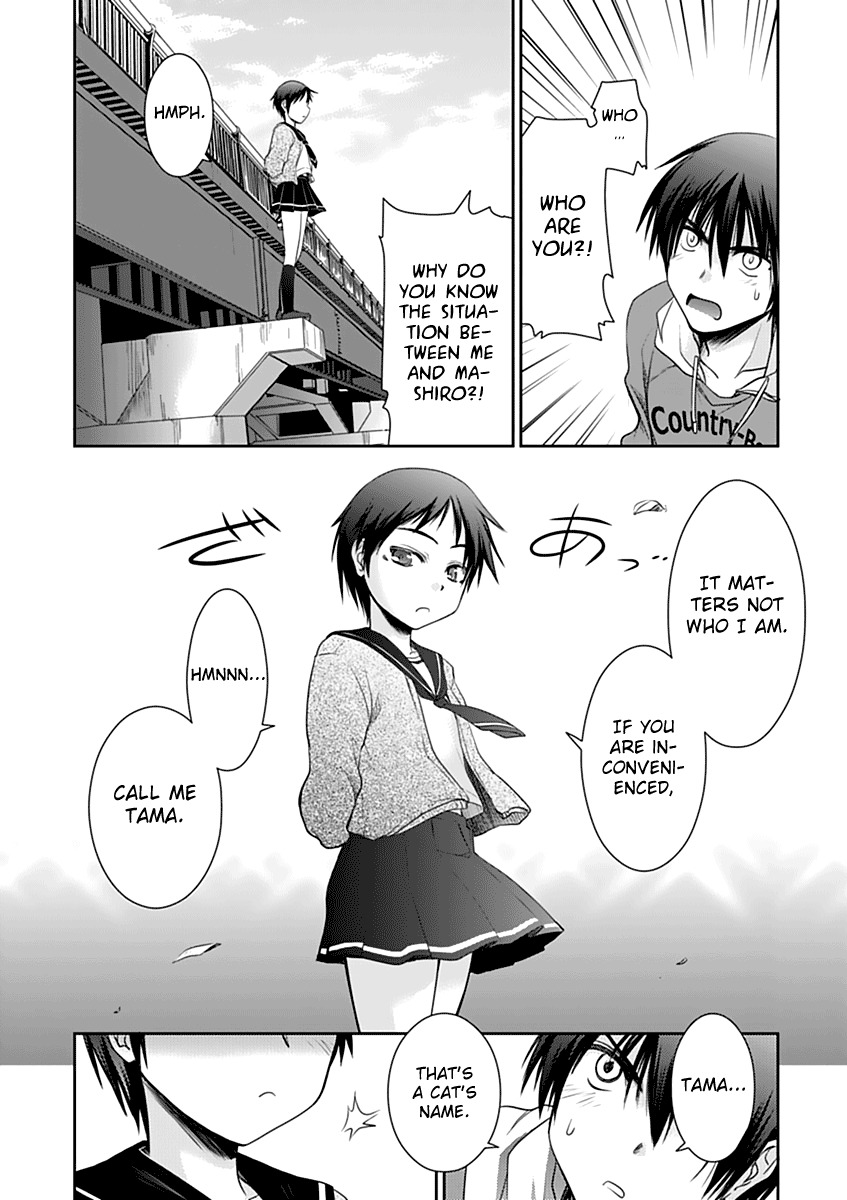 WHO
...
WHO
ARE
YOU?!
Country-B
WHY DO
YOU KNOW
THE SITUA-
TION BE-
TWEEN ME
AND MA-
SHIRO?!
HMPH.
IT MAT-
TERS NOT
WHO I AM.
IF YOU
ARE IN-
CONVENI-
ENCED,
あっ
HMNNN...
CALL ME
TAMA.
TAMA...
THAT'S
A CAT'S
NAME.